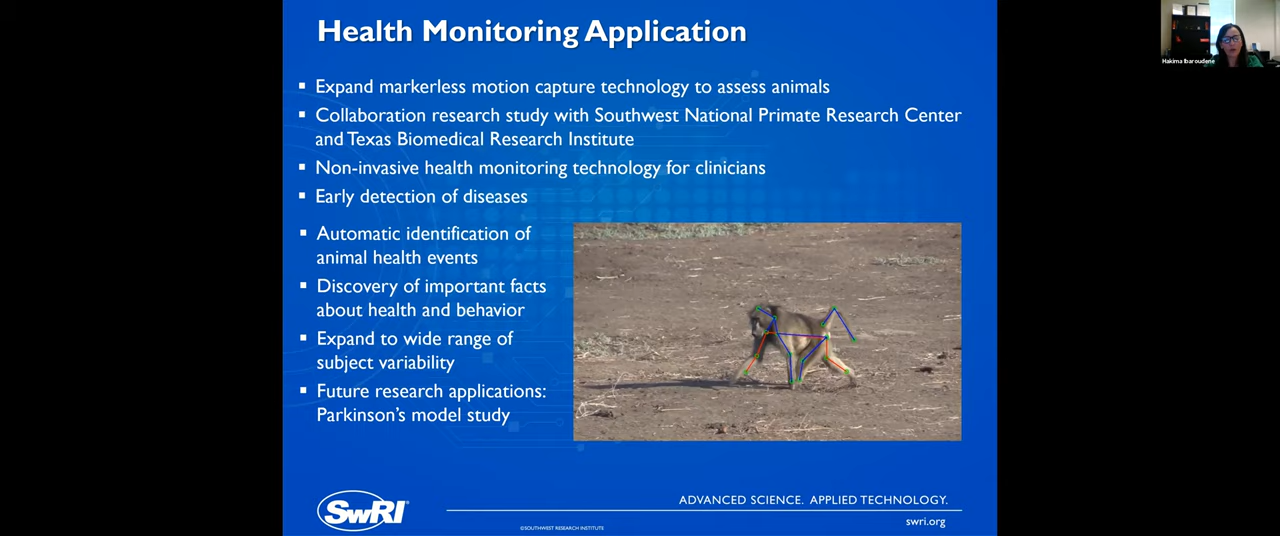 Health Monitoring Application
Hakima Ibaroudene
▪ Expand markerless motion capture technology to assess animals
▪ Collaboration research study with Southwest National Primate Research Center
and Texas Biomedical Research Institute
▪ Non-invasive health monitoring technology for clinicians
▪ Early detection of diseases
▪ Automatic identification of
animal health events
▪ Discovery of important facts
about health and behavior
▪ Expand to wide range of
subject variability
▪ Future research applications:
Parkinson's model study
SwRI®
ADVANCED SCIENCE. APPLIED TECHNOLOGY.
©SOUTHWEST RESEARCH INSTITUTE
swri.org